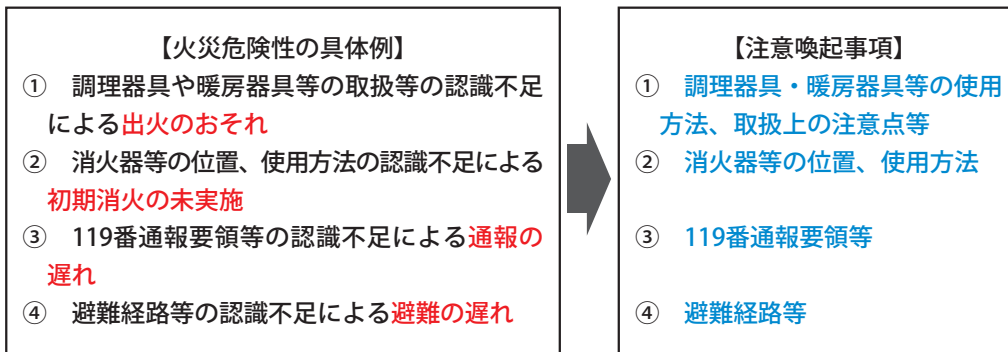 【火災危険性の具体例】
① 調理器具や暖房器具等の取扱等の認識不足
による出火のおそれ
② 消火器等の位置、使用方法の認識不足による
初期消火の未実施
③ 119番通報要領等の認識不足による通報の
遅れ
④ 避難経路等の認識不足による避難の遅れ
【注意喚起事項】
① 調理器具・暖房器具等の使用
方法、取扱上の注意点等
② 消火器等の位置、使用方法
③ 119番通報要領等
④ 避難経路等